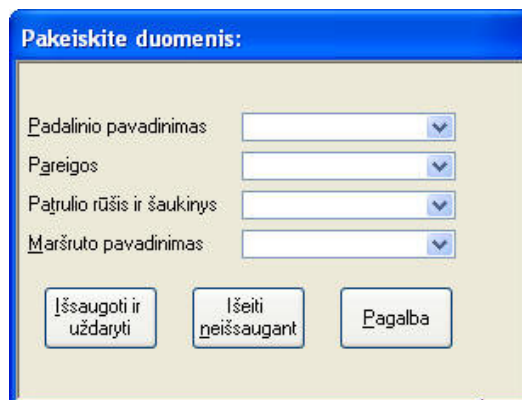 Pakeiskite duomenis:
Padalinio pavadinimas
Pareigos
Patrulio rūšis ir šaukinys
Maršruto pavadinimas
Išsaugoti ir
uždaryti
Išeiti
neišsaugant
Pagalba